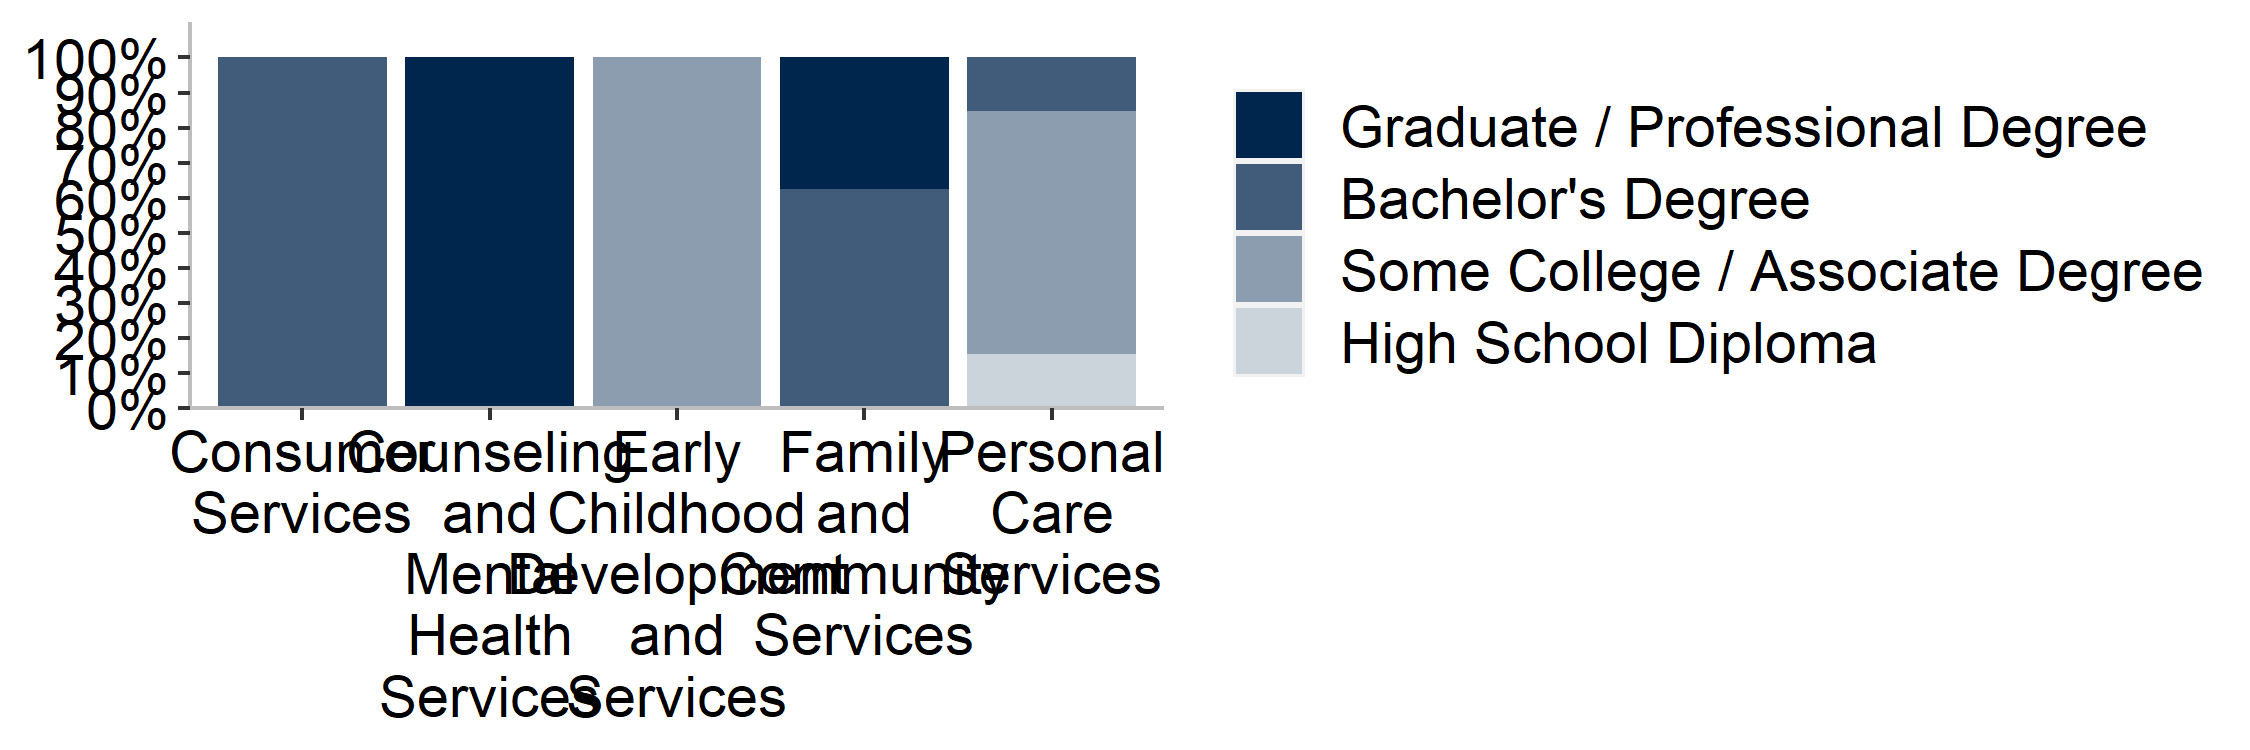 100%
90%
80%
70%
60%
50%
40%
30%
20%
10%
0%
Consumer
Services
Counseling
and
Mental
Health
Services
Early
Childhood
Development
and
Services
Family
and
Community
Services
Personal
Care
Services
Graduate / Professional Degree
Bachelor's Degree
Some College / Associate Degree
High School Diploma